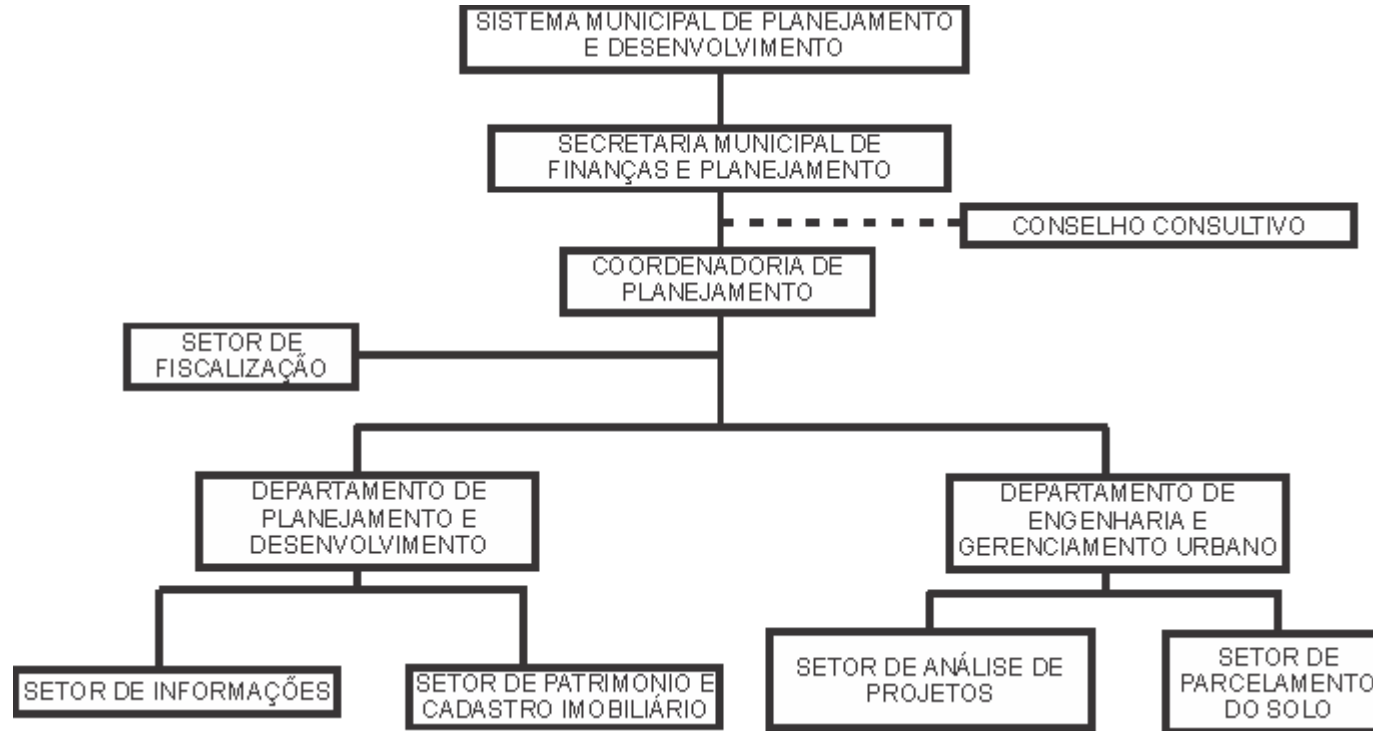 SISTEMA MUNICIPAL DE PLANEJAMENTO
E DESENVOLVIMENTO
SECRETARIA MUNICIPAL DE
FINANÇAS E PLANEJAMENTO
CONSELHO CONSULTIVO
COORDENADORIA DE
PLANEJAMENTO
SETOR DE
FISCALIZAÇÃO
DEPARTAMENTO DE
PLANEJAMENTO E
DESENVOLVIMENTO
DEPARTAMENTO DE
ENGENHARIA E
GERENCIAMENTO URBANO
SETOR DE INFORMAÇÕES
SETOR DE PATRIMONIO E
CADASTRO IMOBILIÁRIO
SETOR DE ANÁLISE DE
PROJETOS
SETOR DE
PARCELAMENTO
DO SOLO